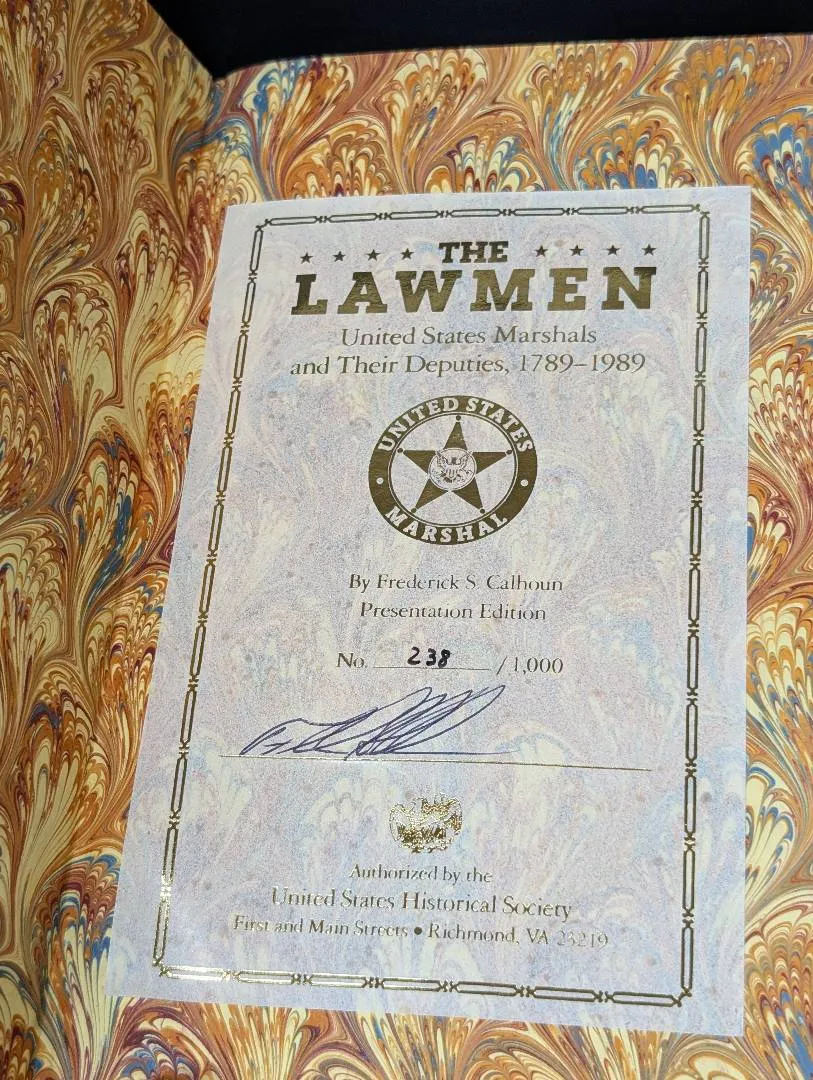 ★ ★ ★ ★ THE ★ ★ ★ ★
LAWMEN
United States Marshals
and Their Deputies, 1789–1989
UNITED STATES
MARSHAL
By Frederick S. Calhoun
Presentation Edition
No. 238 / 1,000
Authorized by the
United States Historical Society
First and Main Streets • Richmond, VA 23219